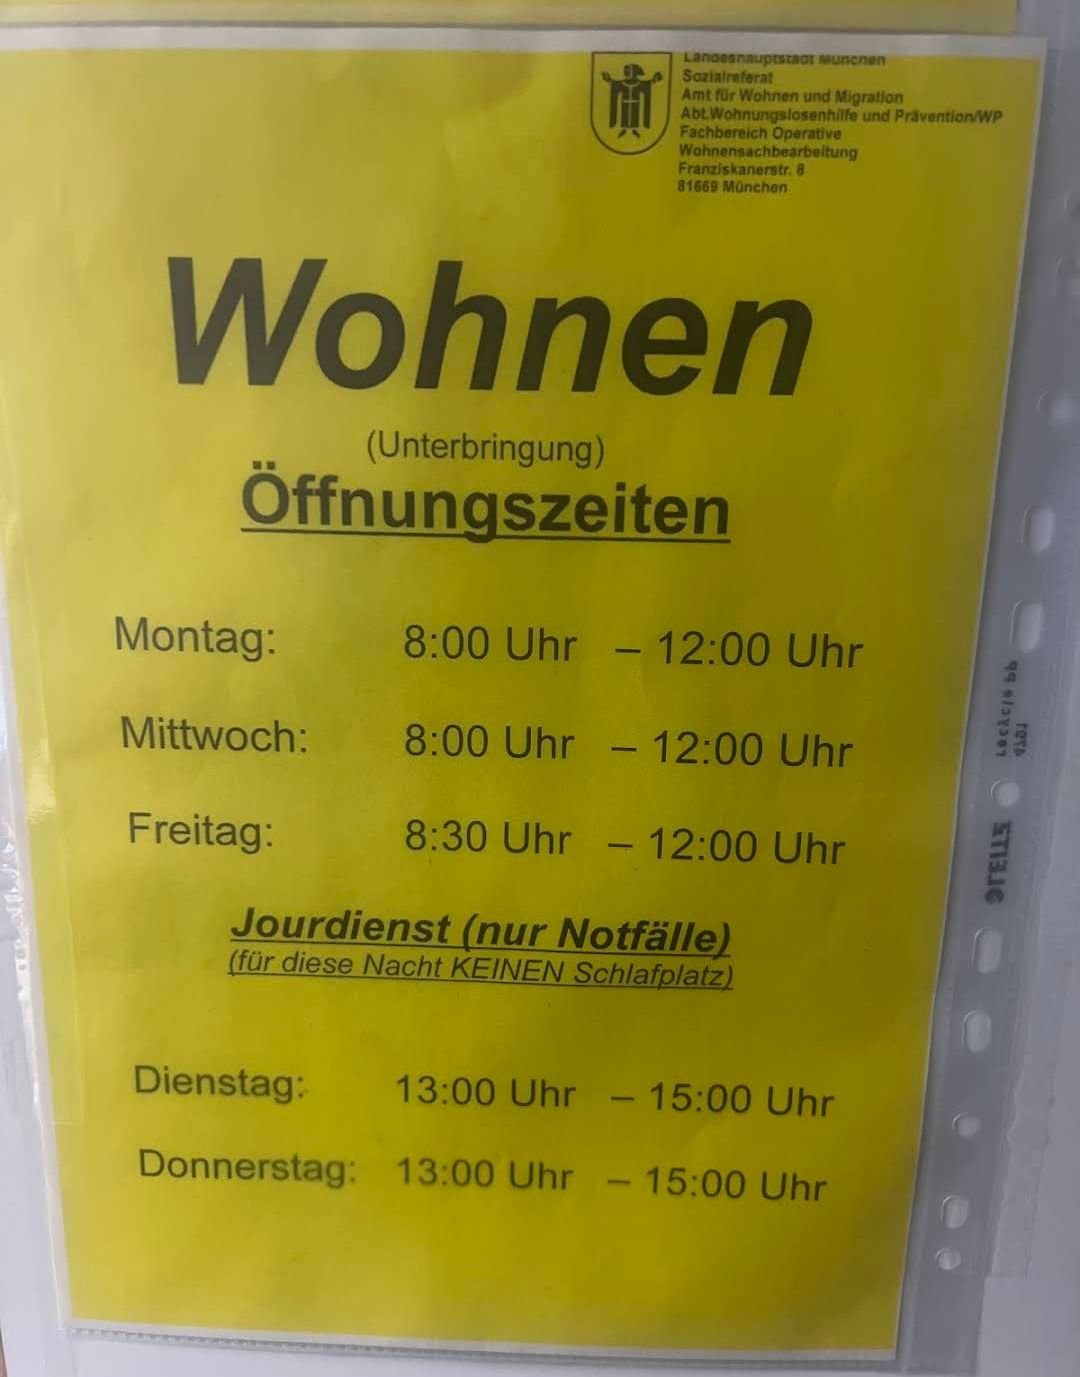 Landeshauptstadt München
Sozialreferat
Amt für Wohnen und Migration
Abt.Wohnungslosenhilfe und Prävention/WP
Fachbereich Operative
Wohnensachbearbeitung
Franziskanerstr. 8
81669 München
Wohnen
(Unterbringung)
Öffnungszeiten
Montag: 8:00 Uhr – 12:00 Uhr
Mittwoch: 8:00 Uhr – 12:00 Uhr
Freitag: 8:30 Uhr – 12:00 Uhr
Jourdienst (nur Notfälle)
(für diese Nacht KEINEN Schlafplatz)
Dienstag: 13:00 Uhr – 15:00 Uhr
Donnerstag: 13:00 Uhr – 15:00 Uhr
LEITZ